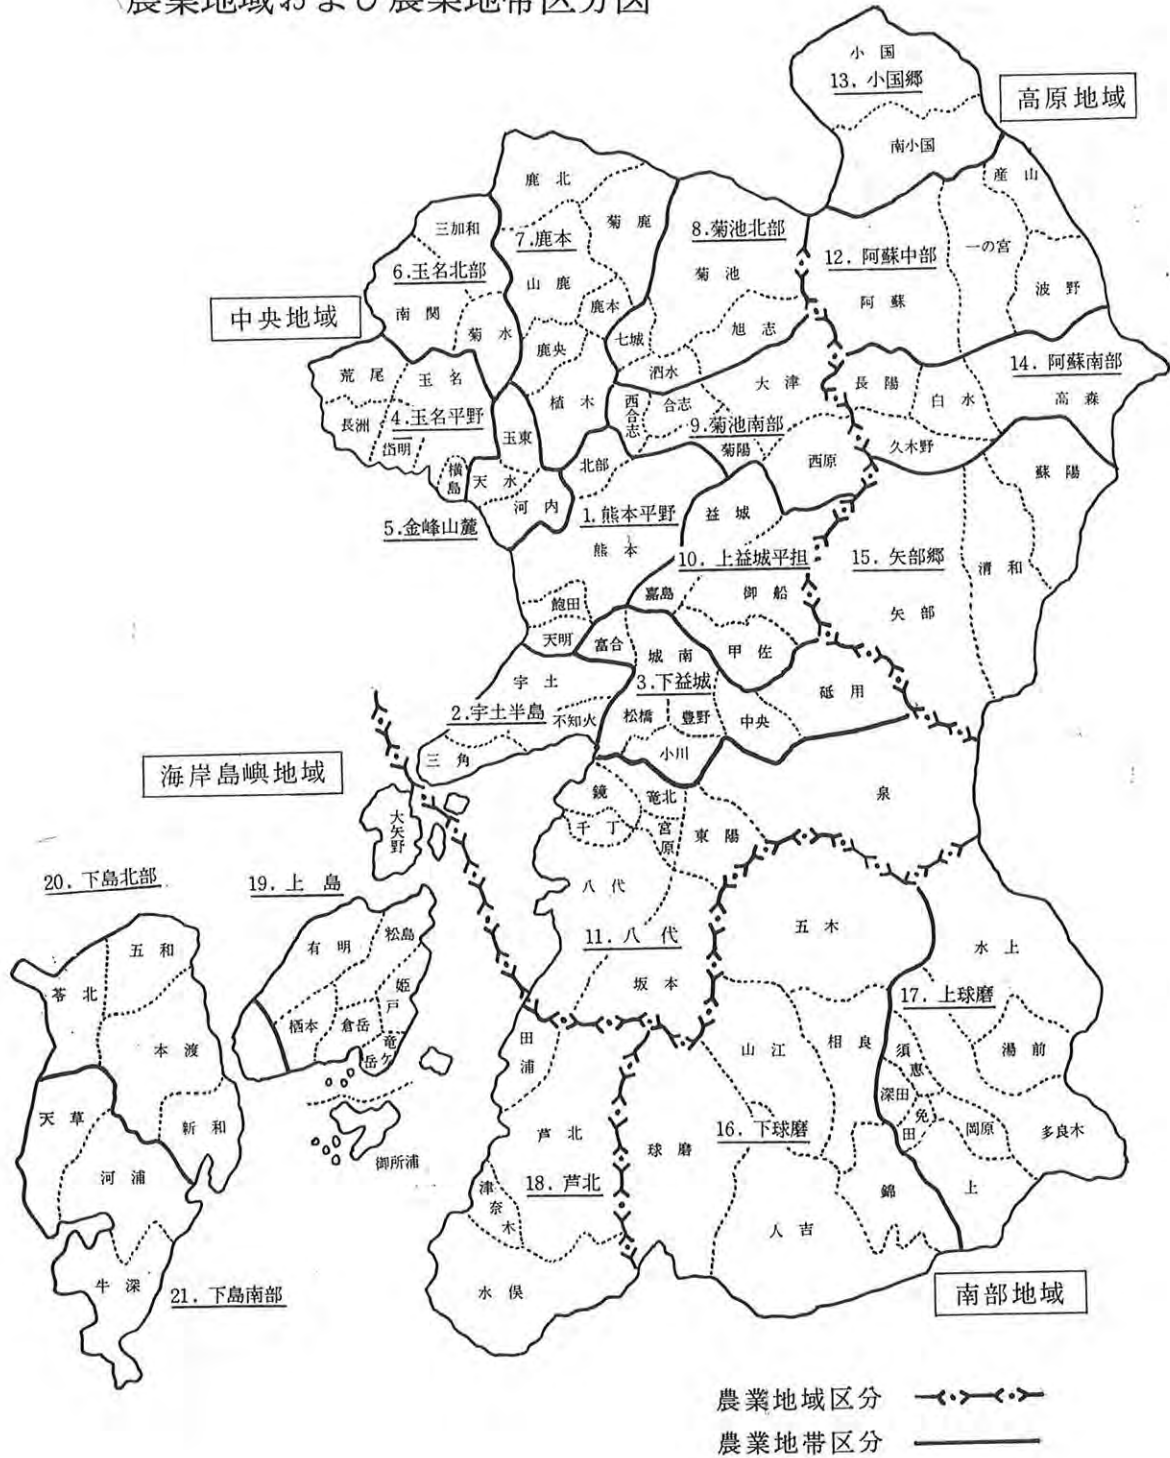 農業地域および農業地帯区分図
小国
13. 小国郷
南小国
高原地域
産山
鹿北
菊鹿
三加和
7.鹿本
8.菊池北部
12. 阿蘇中部
一の宮
6.玉名北部
菊池
山鹿
鹿本
阿蘇
波野
中央地域
南関
菊水
七城
旭志
鹿央
泗水
14. 阿蘇南部
荒尾
玉名
大津
長陽
白水
高森
長洲
4.玉名平野
植木
西合志
合志
9.菊池南部
岱明
玉東
菊陽
久木野
横島
天水
北部
西原
蘇陽
河内
5.金峰山麓
1.熊本平野
益城
熊本
10. 上益城平担
15. 矢部郷
清和
飽田
嘉島
御船
矢部
天明
富合
城南
甲佐
宇土
3.下益城
砥用
2.宇土半島
不知火
松橋
豊野
中央
三角
小川
海岸島嶼地域
鏡
竜北
泉
大矢野
千丁
宮原
東陽
20. 下島北部
19. 上島
八代
五木
有明
松島
11. 八代
水上
五和
姫戸
坂本
17. 上球磨
苓北
栖本
倉岳
竜ケ岳
田浦
山江
相良
須恵
湯前
本渡
深田
天草
新和
芦北
球磨
16. 下球磨
免田
岡原
多良木
御所浦
河浦
津奈木
18. 芦北
錦
上
人吉
牛深
21. 下島南部
水俣
南部地域
農業地域区分
農業地帯区分